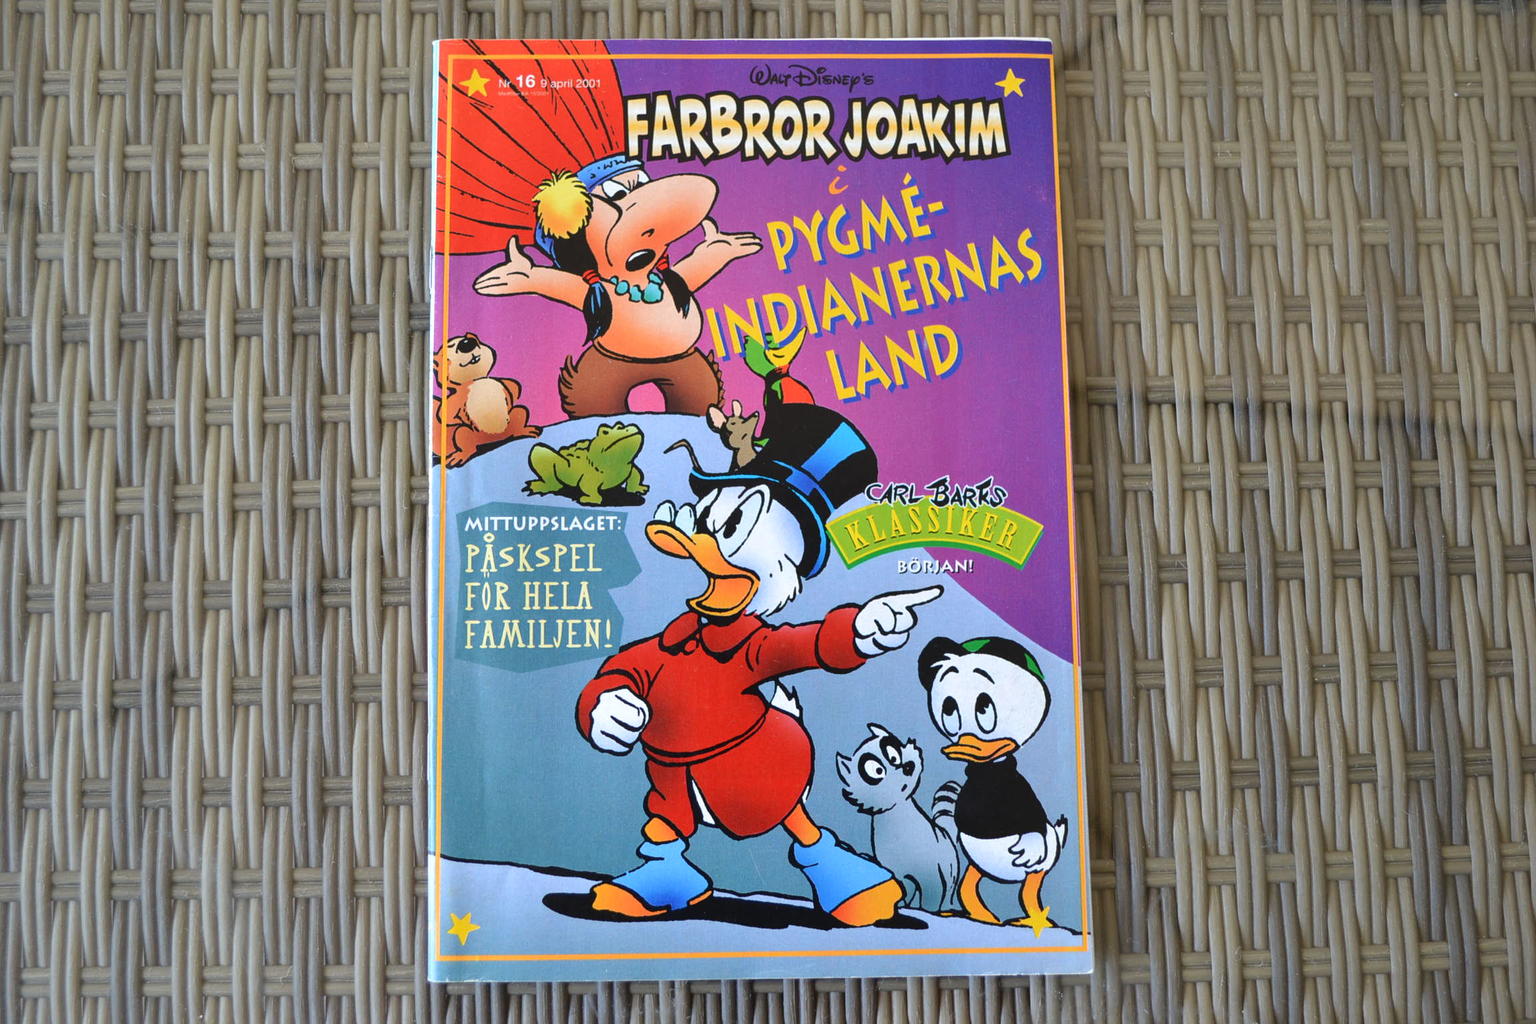 Nr 16 9 april 2001
Walt Disney's
FARBROR JOAKIM
i
PYGMÉ-
INDIANERNAS
LAND
CARL BARKS
KLASSIKER
BÖRJAN!
MITTUPPSLAGET:
PÅSKSPEL
FÖR HELA
FAMILJEN!